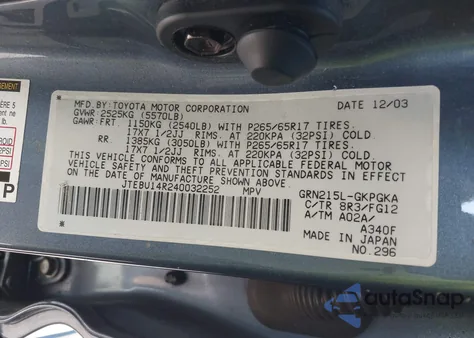 MFD.BY:TOYOTA MOTOR CORPORATION DATE 12/03
GVWR:2525KG (5570LB)
GAWR:FRT 1150KG (2540LB) WITH P265/65R17 TIRES.
17X7 1/2JJ RIMS. AT 220KPA (32PSI) COLD.
RR 1385KG (3050LB) WITH P265/65R17 TIRES.
17X7 1/2JJ RIMS. AT 220KPA (32PSI) COLD.
THIS VEHICLE CONFORMS TO ALL APPLICABLE FEDERAL MOTOR
VEHICLE SAFETY AND THEFT PREVENTION STANDARDS IN EFFECT
ON THE DATE OF MANUFACTURE SHOWN ABOVE.
JTEBU14R240032252 MPV
GRN215L-GKPGKA
C/TR 8R3/FG12
A/TM A02A/
A340F
MADE IN JAPAN
NO.296
P
autoSnap